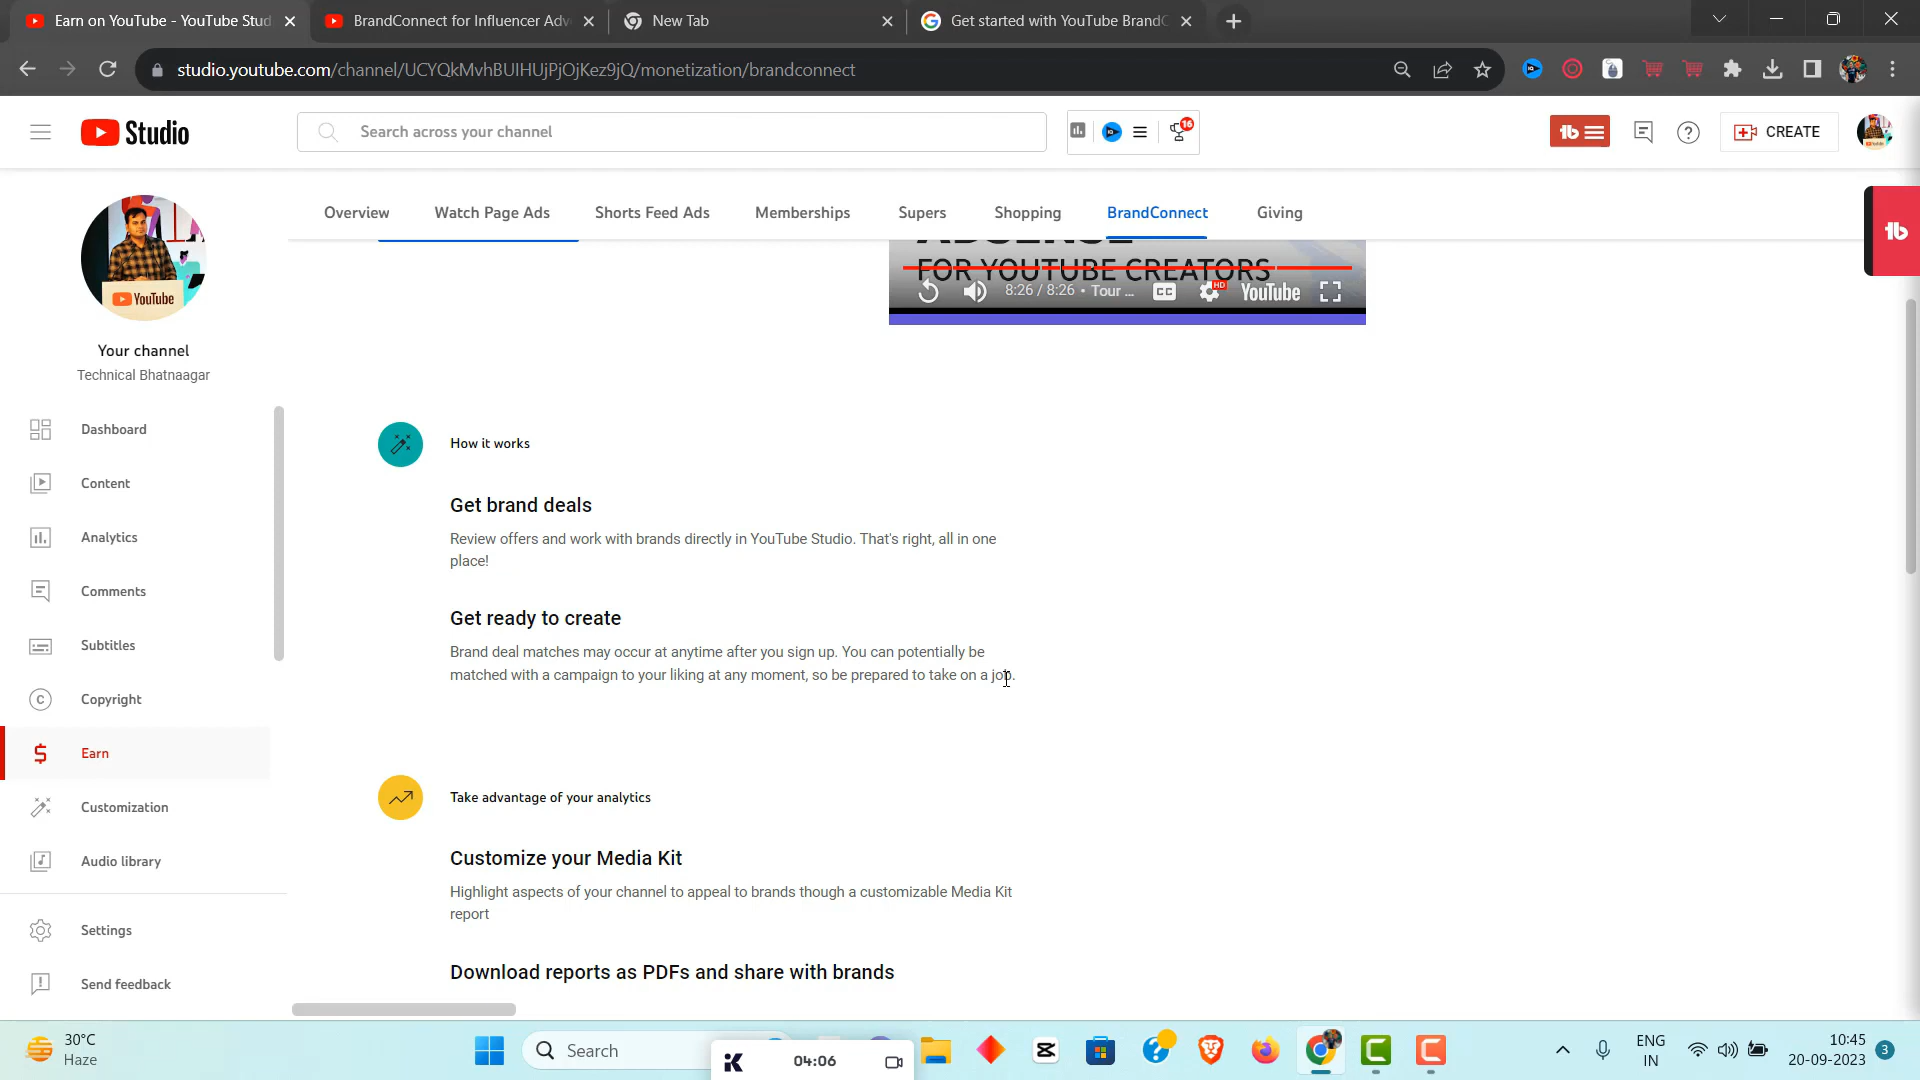 Earn on YouTube - YouTube Stud
BrandConnect for Influencer Adv
New Tab
Get started with YouTube BrandC
studio.youtube.com/channel/UCYQkMvhBUIHUjPjOjKez9jQ/monetization/brandconnect
Studio
Search across your channel
16
CREATE
Overview
Watch Page Ads
Shorts Feed Ads
Memberships
Supers
Shopping
BrandConnect
Giving
ADSENSE
FOR YOUTUBE CREATORS
8:26 / 8:26 • Tour ...
CC
HD
YouTube
YouTube
Your channel
Technical Bhatnaagar
Dashboard
Content
Analytics
Comments
Subtitles
Copyright
Earn
Customization
Audio library
Settings
Send feedback
How it works
Get brand deals
Review offers and work with brands directly in YouTube Studio. That's right, all in one
place!
Get ready to create
Brand deal matches may occur at anytime after you sign up. You can potentially be
matched with a campaign to your liking at any moment, so be prepared to take on a job.
Take advantage of your analytics
Customize your Media Kit
Highlight aspects of your channel to appeal to brands though a customizable Media Kit
report
Download reports as PDFs and share with brands
30°C
Haze
Search
04:06
ENG
IN
10:45
20-09-2023
3